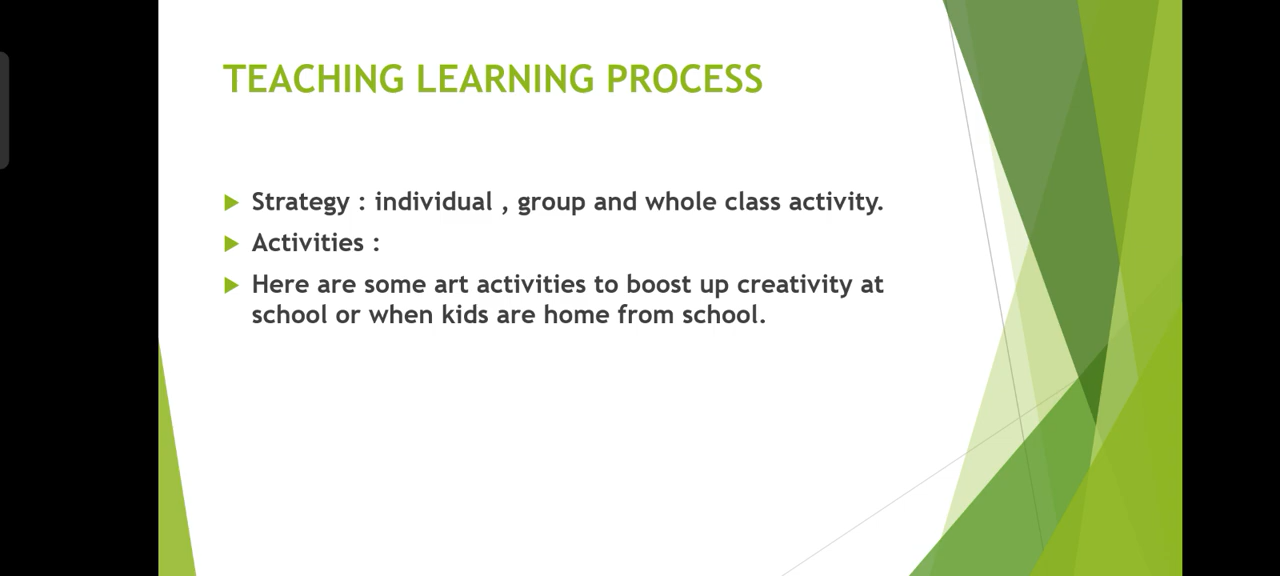 TEACHING LEARNING PROCESS
Strategy : individual , group and whole class activity.
Activities :
Here are some art activities to boost up creativity at
school or when kids are home from school.